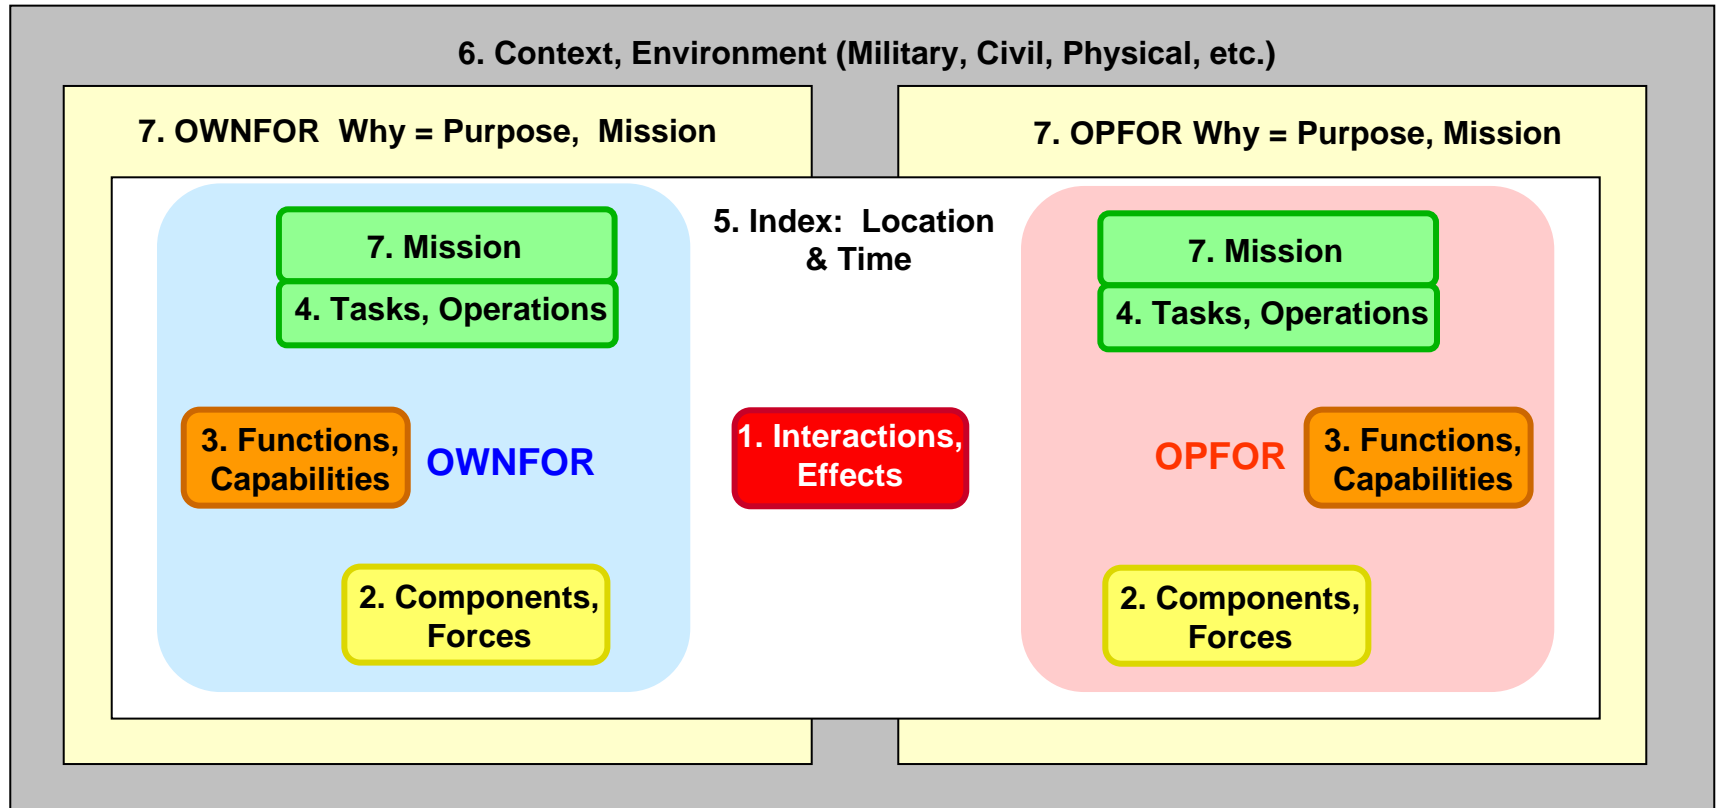 6. Context, Environment (Military, Civil, Physical, etc.)
7. OWNFOR  Why = Purpose,  Mission
7. OPFOR Why = Purpose, Mission
7. Mission
4. Tasks, Operations
3. Functions,
Capabilities
OWNFOR
2. Components,
Forces
5. Index:  Location
& Time
1. Interactions,
Effects
7. Mission
4. Tasks, Operations
OPFOR
3. Functions,
Capabilities
2. Components,
Forces